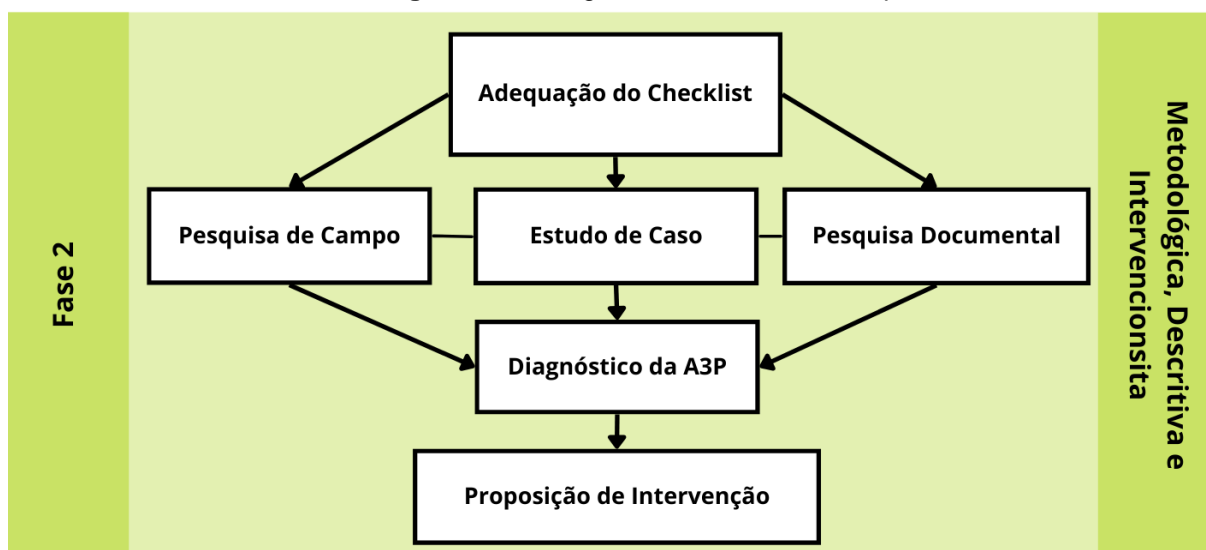 Fase 2
Adequação do Checklist
Pesquisa de Campo
Estudo de Caso
Pesquisa Documental
Diagnóstico da A3P
Proposição de Intervenção
Metodológica, Descritiva e
Intervencionsita